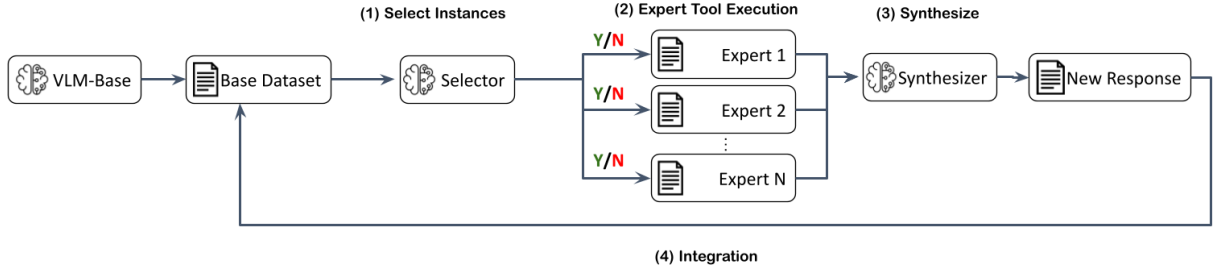 (1) Select Instances
(2) Expert Tool Execution
(3) Synthesize
VLM-Base
Base Dataset
Selector
Y/N
Expert 1
Y/N
Expert 2
⋮
Y/N
Expert N
Synthesizer
New Response
(4) Integration